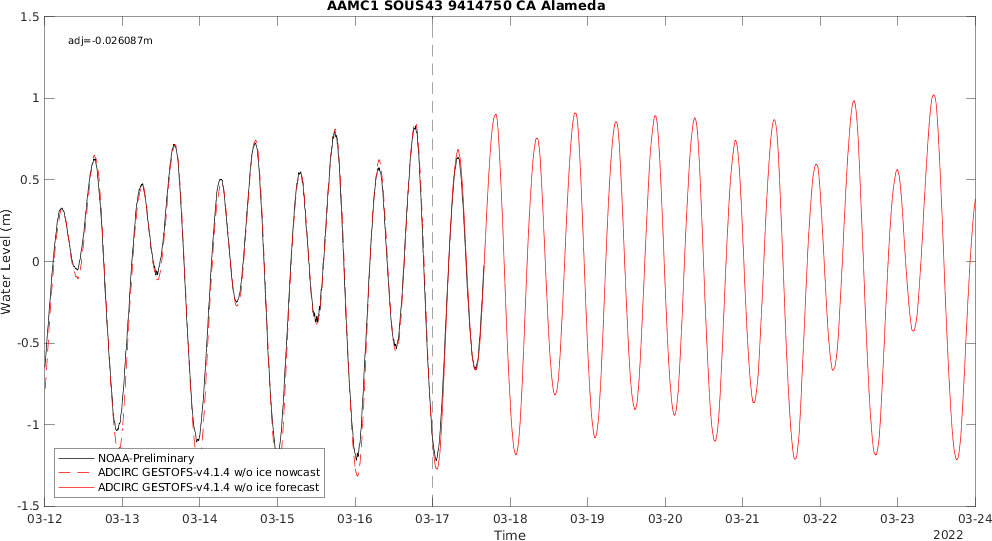 AAMC1 SOUS43 9414750 CA Alameda
adj=-0.026087m
1.5
1
0.5
0
-0.5
-1
-1.5
Water Level (m)
NOAA-Preliminary
ADCIRC GESTOFS-v4.1.4 w/o ice nowcast
ADCIRC GESTOFS-v4.1.4 w/o ice forecast
03-12 03-13 03-14 03-15 03-16 03-17 03-18 03-19 03-20 03-21 03-22 03-23 03-24
Time
2022